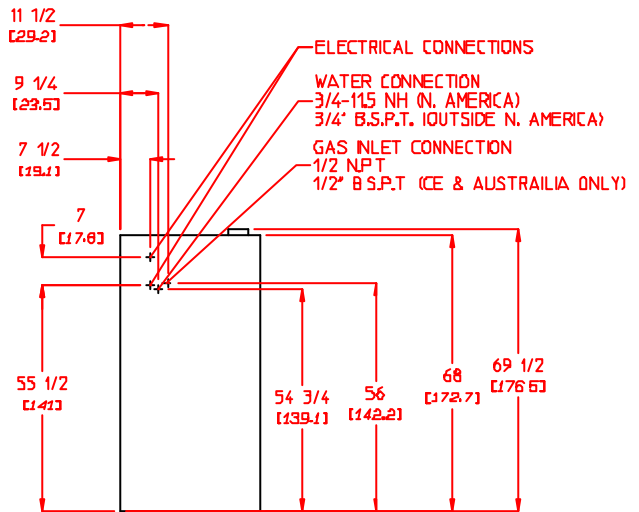 11 1/2
[29.2]
ELECTRICAL CONNECTIONS
9 1/4
[23.5]
WATER CONNECTION
3/4-11.5 NH (N. AMERICA)
3/4" B.S.P.T. (OUTSIDE N. AMERICA)
7 1/2
[19.1]
GAS INLET CONNECTION
1/2 N.P.T
1/2" B.S.P.T (CE & AUSTRAILIA ONLY)
7
[17.8]
55 1/2
[141]
54 3/4
[139.1]
56
[142.2]
68
[172.7]
69 1/2
[176.5]